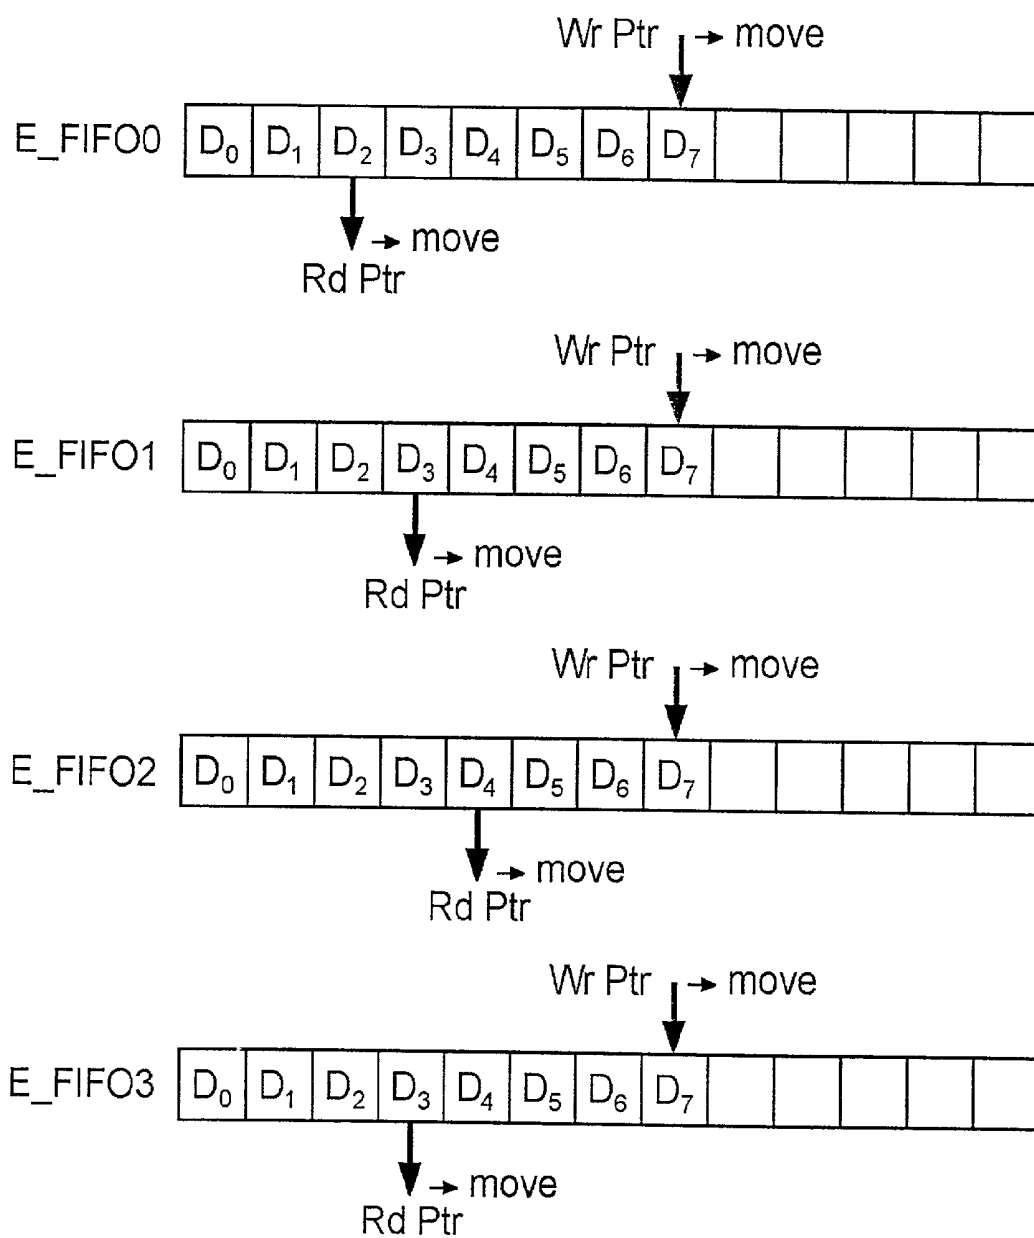 Wr Ptr → move
E_FIFO0 D₀ D₁ D₂ D₃ D₄ D₅ D₆ D₇
→ move
Rd Ptr
Wr Ptr → move
E_FIFO1 D₀ D₁ D₂ D₃ D₄ D₅ D₆ D₇
→ move
Rd Ptr
Wr Ptr → move
E_FIFO2 D₀ D₁ D₂ D₃ D₄ D₅ D₆ D₇
→ move
Rd Ptr
Wr Ptr → move
E_FIFO3 D₀ D₁ D₂ D₃ D₄ D₅ D₆ D₇
→ move
Rd Ptr